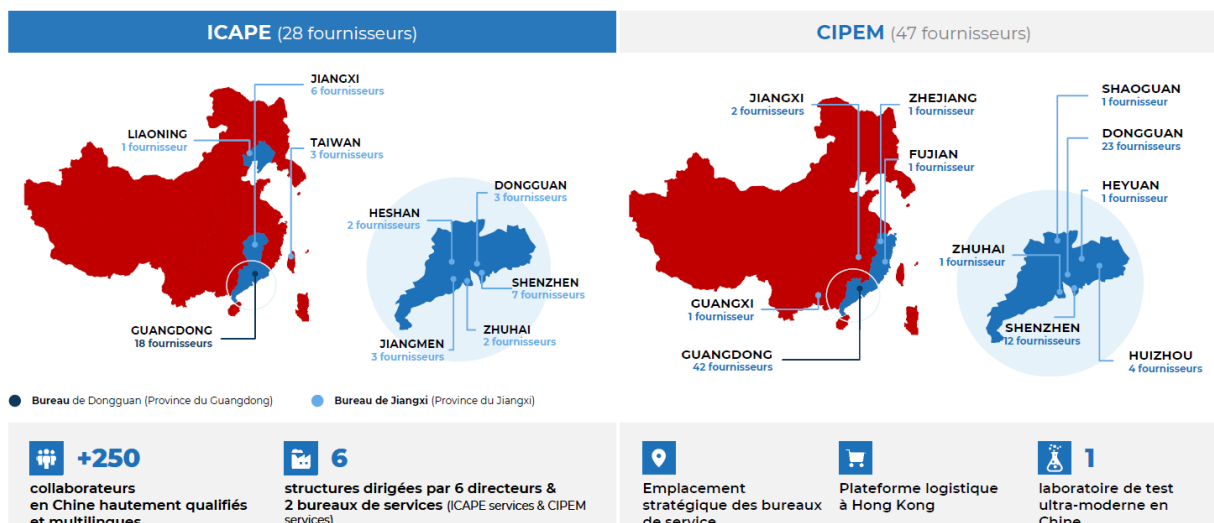 ICAPE (28 fournisseurs)
JIANGXI
6 fournisseurs
LIAONING
1 fournisseur
TAIWAN
3 fournisseurs
DONGGUAN
3 fournisseurs
HESHAN
2 fournisseurs
SHENZHEN
7 fournisseurs
GUANGDONG
18 fournisseurs
ZHUHAI
2 fournisseurs
JIANGMEN
3 fournisseurs
Bureau de Dongguan (Province du Guangdong)
Bureau de Jiangxi (Province du Jiangxi)
CIPEM (47 fournisseurs)
JIANGXI
2 fournisseurs
ZHEJIANG
1 fournisseur
FUJIAN
1 fournisseur
SHAOGUAN
1 fournisseur
DONGGUAN
23 fournisseurs
HEYUAN
1 fournisseur
ZHUHAI
1 fournisseur
GUANGXI
1 fournisseur
SHENZHEN
12 fournisseurs
GUANGDONG
42 fournisseurs
HUIZHOU
4 fournisseurs
+250
collaborateurs
en Chine hautement qualifiés
et multilingues
6
structures dirigées par 6 directeurs &
2 bureaux de services (ICAPE services & CIPEM
services)
Emplacement
stratégique des bureaux
de service
Plateforme logistique
à Hong Kong
1
laboratoire de test
ultra-moderne en
Chine